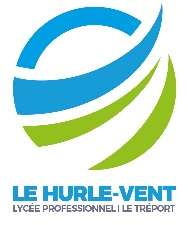 LE HURLE-VENT
LYCÉE PROFESSIONNEL | LE TRÉPORT